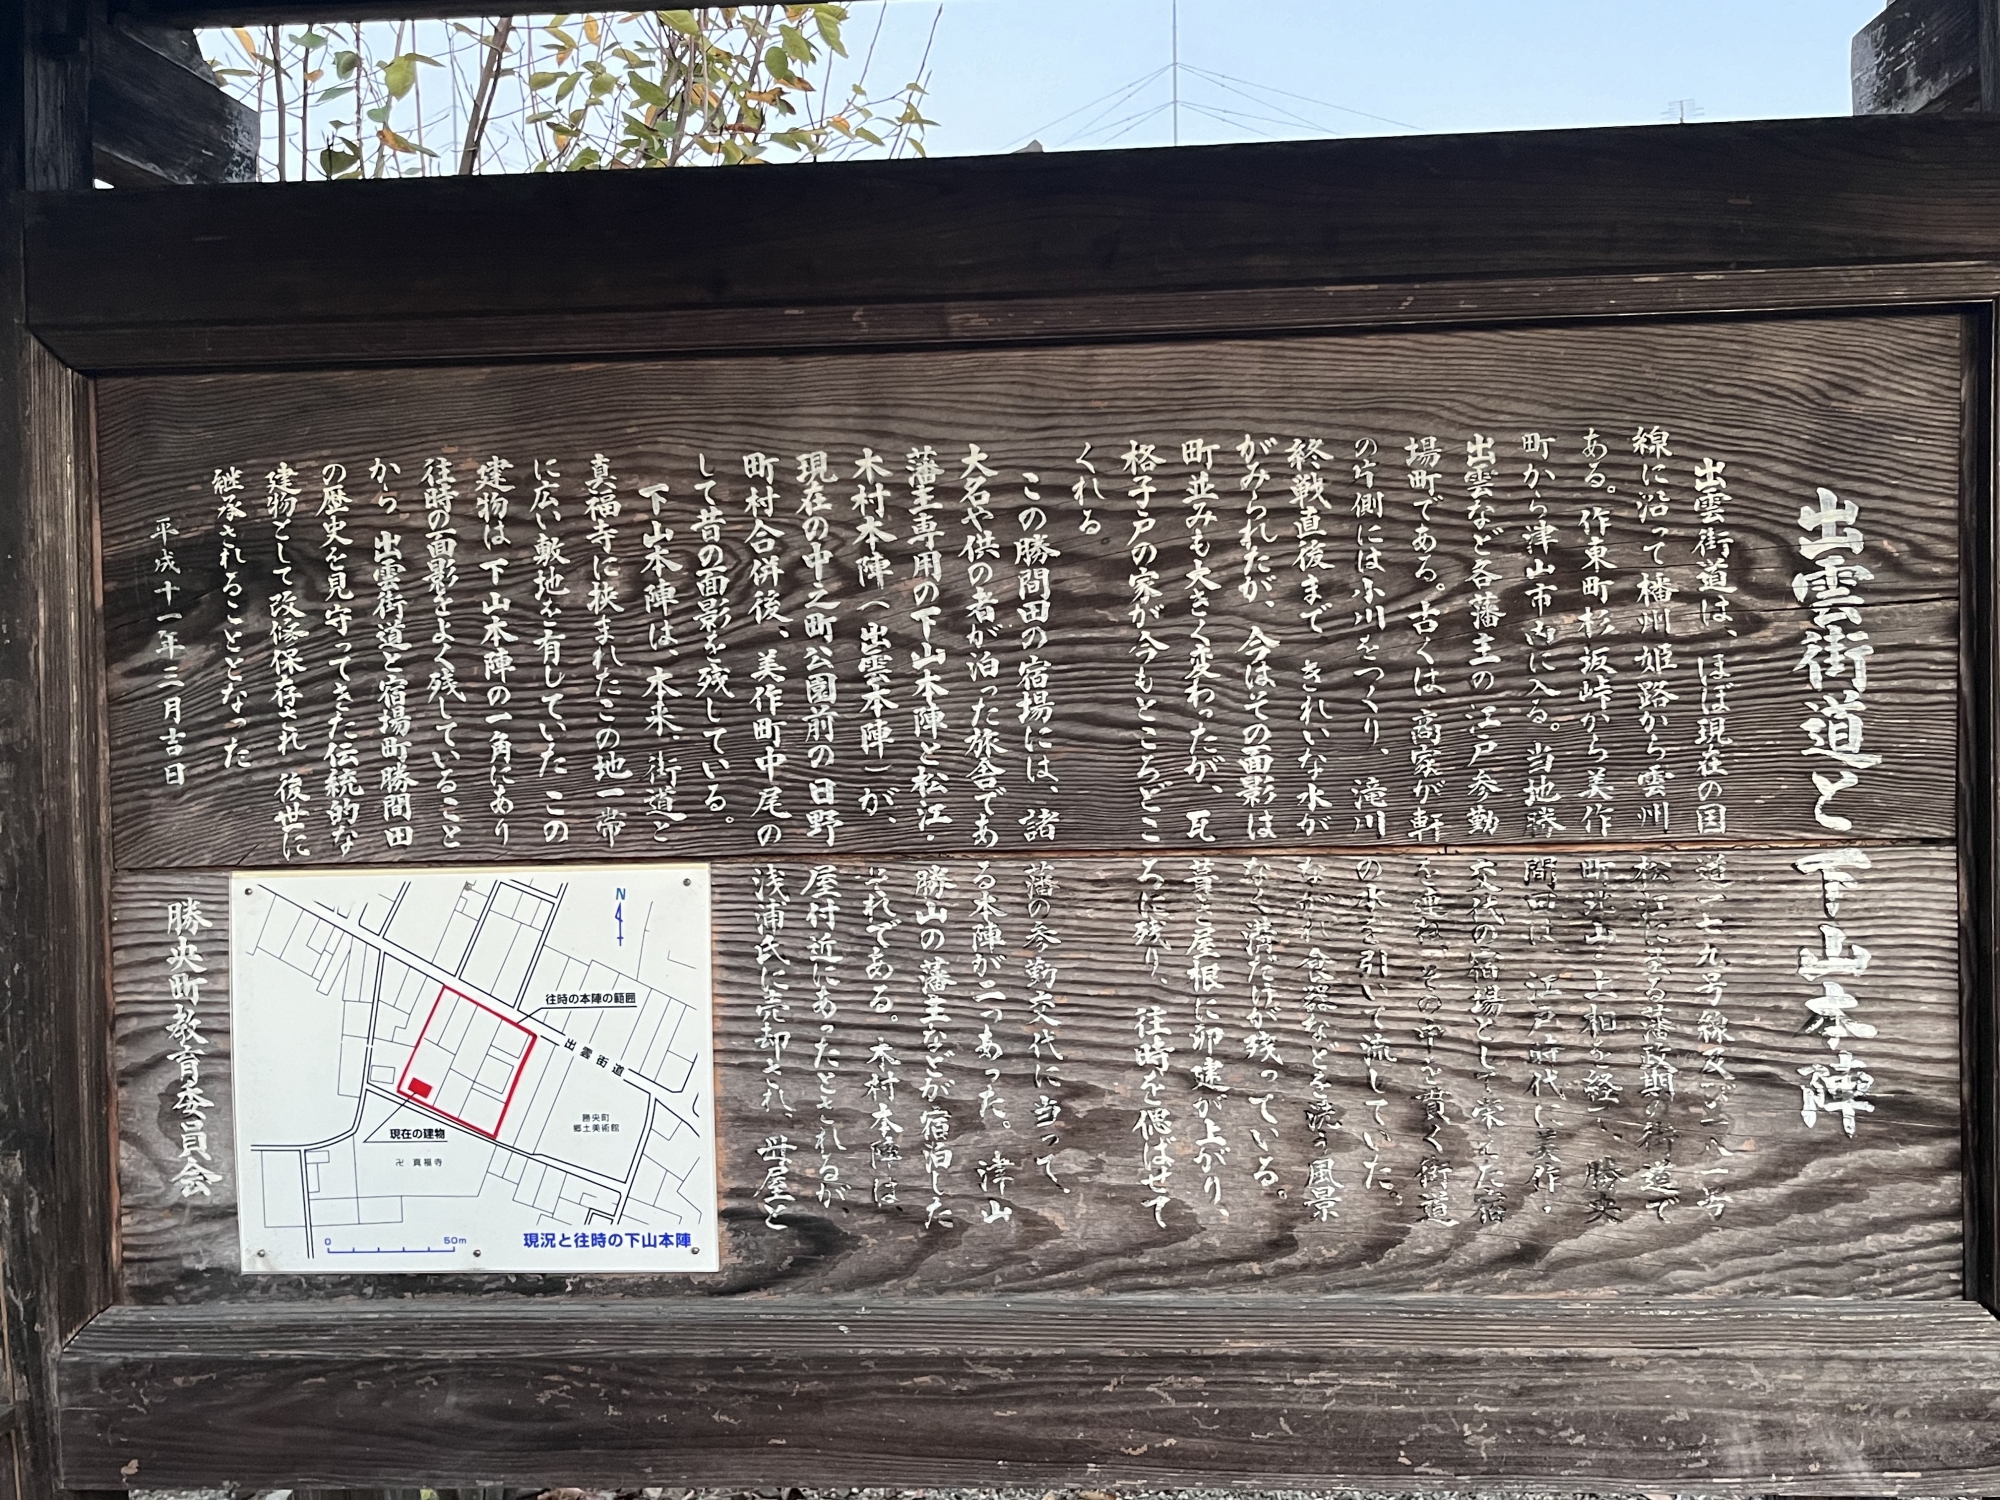 出雲街道と下山本陣
出雲街道は、ほぼ現在の国道一七九号線及び一八一号
線に沿って播州姫路から雲州松江に至る藩政期の街道で
ある。作東町杉坂峠から美作町楢山・上相を経て、勝央
町から津山市内に入る。当地勝間田は、江戸時代に美作・
出雲など各藩主の江戸参勤交代の宿場として栄えた宿
場町である。古くは商家が軒を連ね、その中を貫く街道
の片側には小川をつくり、滝川の水を引いて流していた。
終戦直後まできれいな水がながれ食器などを洗う風景
がみられたが、今はその面影はなく溝だけが残っている。
町並みも大きく変わったが、瓦葺き屋根に卯建が上がり、
格子戸の家が今もところどころに残り、往時を偲ばせて
くれる
この勝間田の宿場には、諸藩の参勤交代に当って、
大名や供の者が泊った旅舎である本陣が二つあった。津山
藩主専用の下山本陣と松江・勝山の藩主などが宿泊した
木村本陣(出雲本陣)が、それである。木村本陣は、
現在の中之町公園前の日野屋付近にあったとされるが、
町村合併後、美作町中尾の浅浦氏に売却され、母屋と
して昔の面影を残している。
下山本陣は、本来、街道と
真福寺に挟まれたこの地一帯
に広い敷地を有していた この
建物は下山本陣の一角にあり
往時の面影をよく残していること
から 出雲街道と宿場町勝間田
の歴史を見守ってきた伝統的な
建物として改修保存され 後世に
継承されることとなった
平成十一年三月吉日
勝央町教育委員会
N
往時の本陣の範囲
出雲街道
勝央町
郷土美術館
現在の建物
卍 真福寺
0 50m
現況と往時の下山本陣